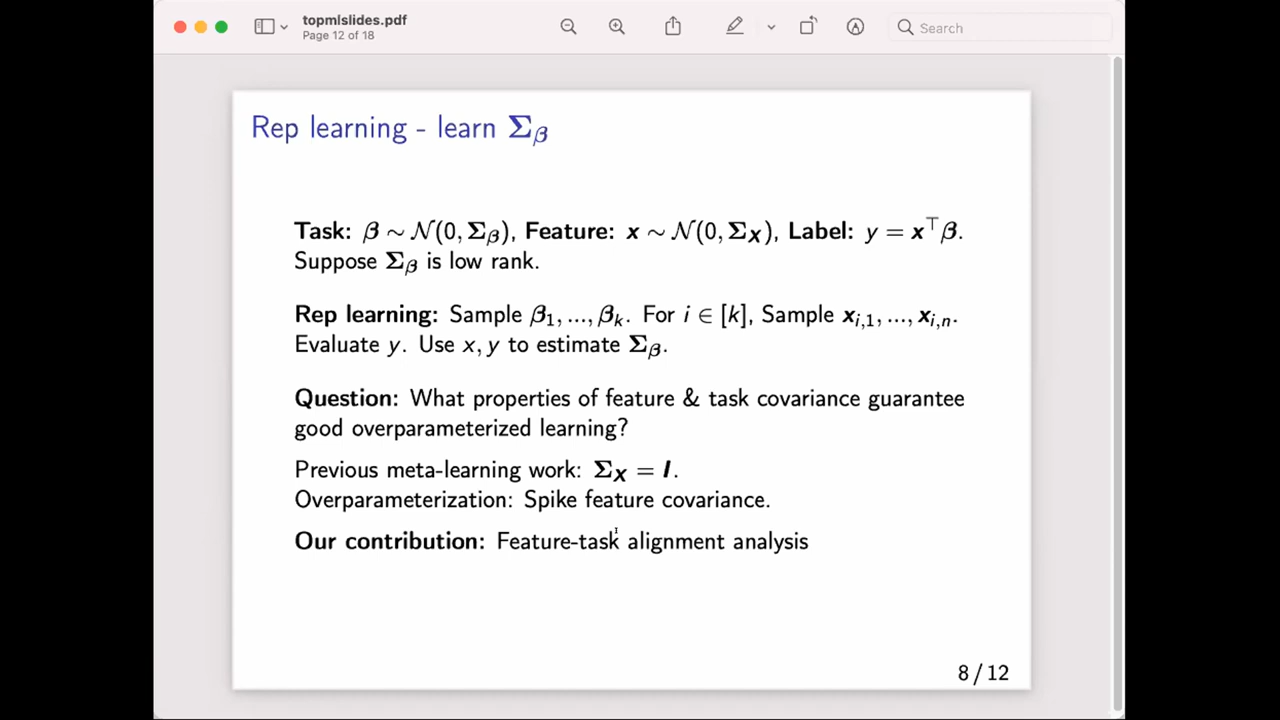 topmlslides.pdf
Page 12 of 18
Search
Rep learning - learn Σ_β
Task: β ∼ N(0, Σ_β), Feature: x ∼ N(0, Σ_X), Label: y = x^⊤β.
Suppose Σ_β is low rank.
Rep learning: Sample β_1, ..., β_k. For i ∈ [k], Sample x_{i,1}, ..., x_{i,n}.
Evaluate y. Use x, y to estimate Σ_β.
Question: What properties of feature & task covariance guarantee
good overparameterized learning?
Previous meta-learning work: Σ_X = I.
Overparameterization: Spike feature covariance.
Our contribution: Feature-task alignment analysis
8 / 12